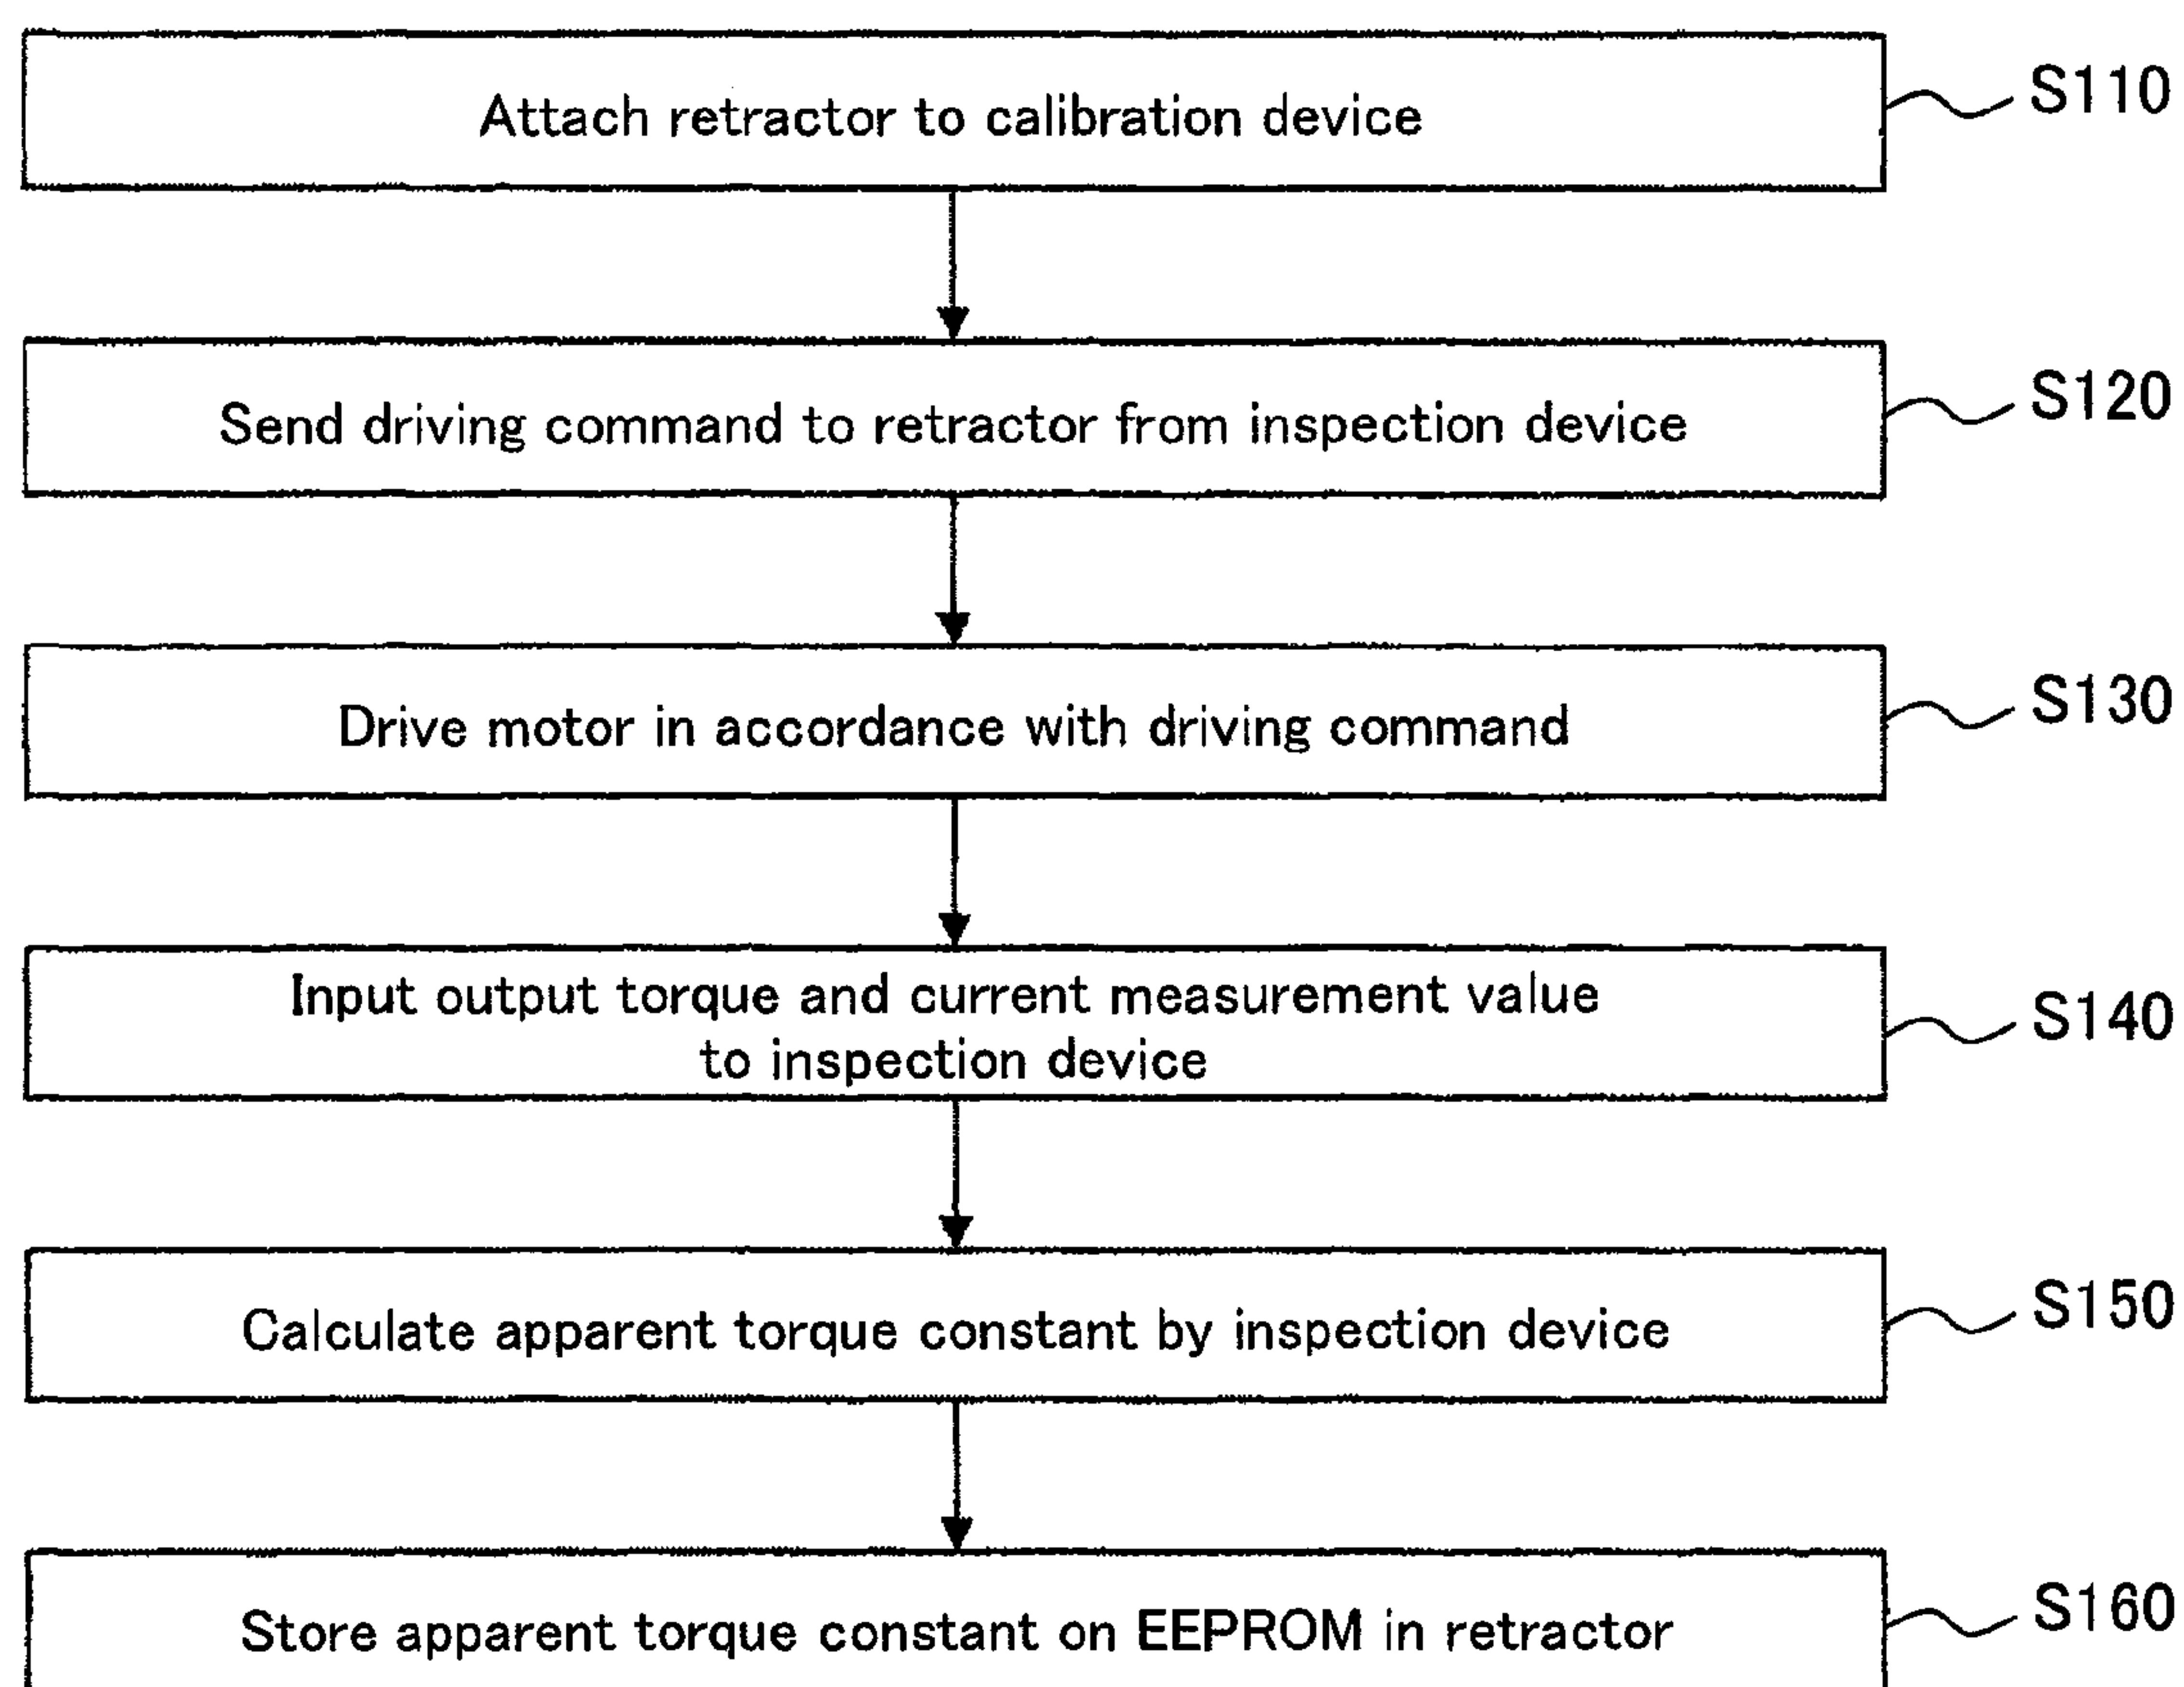 Attach retractor to calibration device
S110
Send driving command to retractor from inspection device
S120
Drive motor in accordance with driving command
S130
Input output torque and current measurement value
to inspection device
S140
Calculate apparent torque constant by inspection device
S150
Store apparent torque constant on EEPROM in retractor
S160